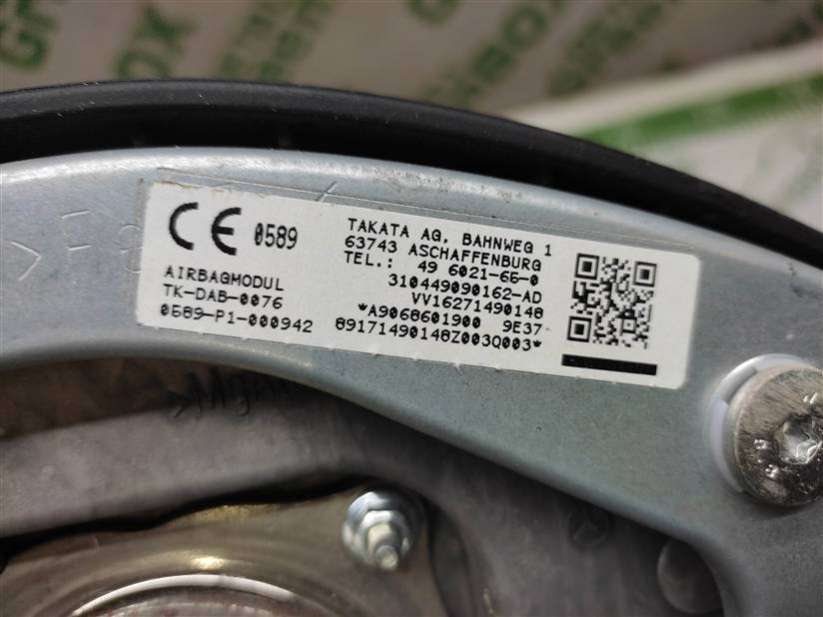 CE 0589
AIRBAGMODUL
TK-DAB-0076
0589-P1-000942
TAKATA AG, BAHNWEG 1
63743 ASCHAFFENBURG
TEL.: 49 6021-65-0
310449090162-AD
VV16271490148
*A9068601900 9E37
89171490148Z003Q003*